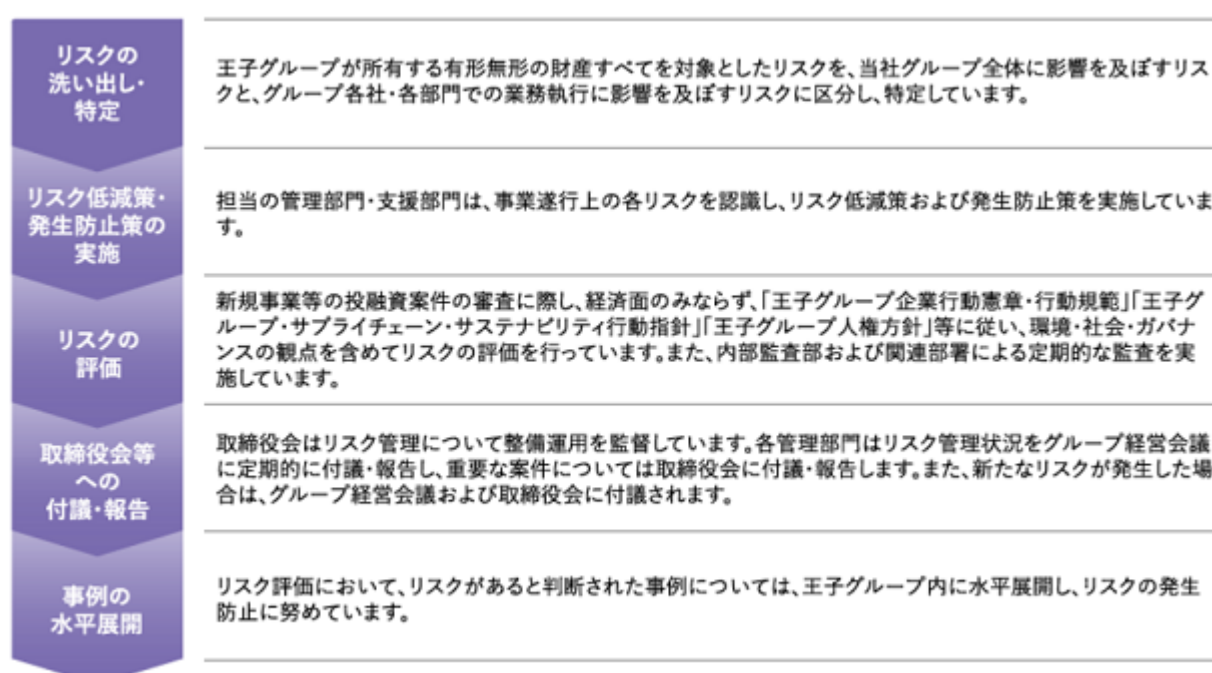 リスクの
洗い出し・
特定
王子グループが所有する有形無形の財産すべてを対象としたリスクを、当社グループ全体に影響を及ぼすリス
クと、グループ各社・各部門での業務執行に影響を及ぼすリスクに区分し、特定しています。
リスク低減策・
発生防止策の
実施
担当の管理部門・支援部門は、事業遂行上の各リスクを認識し、リスク低減策および発生防止策を実施していま
す。
リスクの
評価
新規事業等の投融資案件の審査に際し、経済面のみならず、「王子グループ企業行動憲章・行動規範」「王子グ
ループ・サプライチェーン・サステナビリティ行動指針」「王子グループ人権方針」等に従い、環境・社会・ガバナ
ンスの観点を含めてリスクの評価を行っています。また、内部監査部および関連部署による定期的な監査を実
施しています。
取締役会等
への
付議・報告
取締役会はリスク管理について整備運用を監督しています。各管理部門はリスク管理状況をグループ経営会議
に定期的に付議・報告し、重要な案件については取締役会に付議・報告します。また、新たなリスクが発生した場
合は、グループ経営会議および取締役会に付議されます。
事例の
水平展開
リスク評価において、リスクがあると判断された事例については、王子グループ内に水平展開し、リスクの発生
防止に努めています。